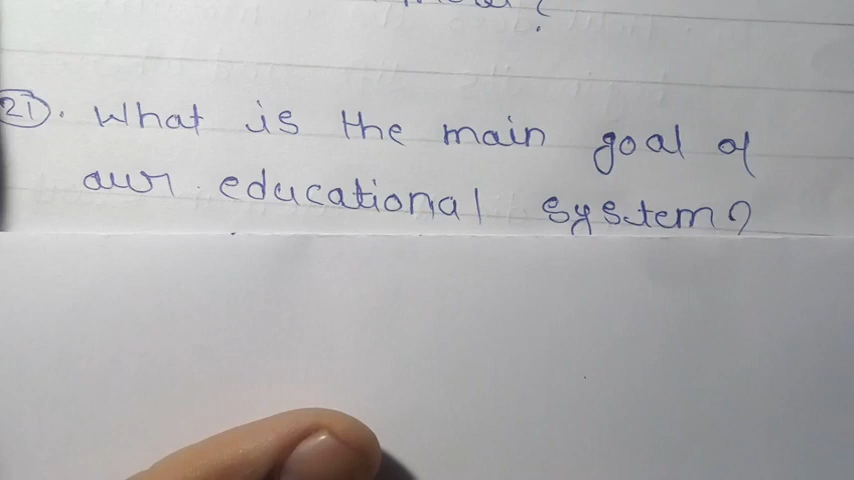 21. What is the main goal of
our educational system?